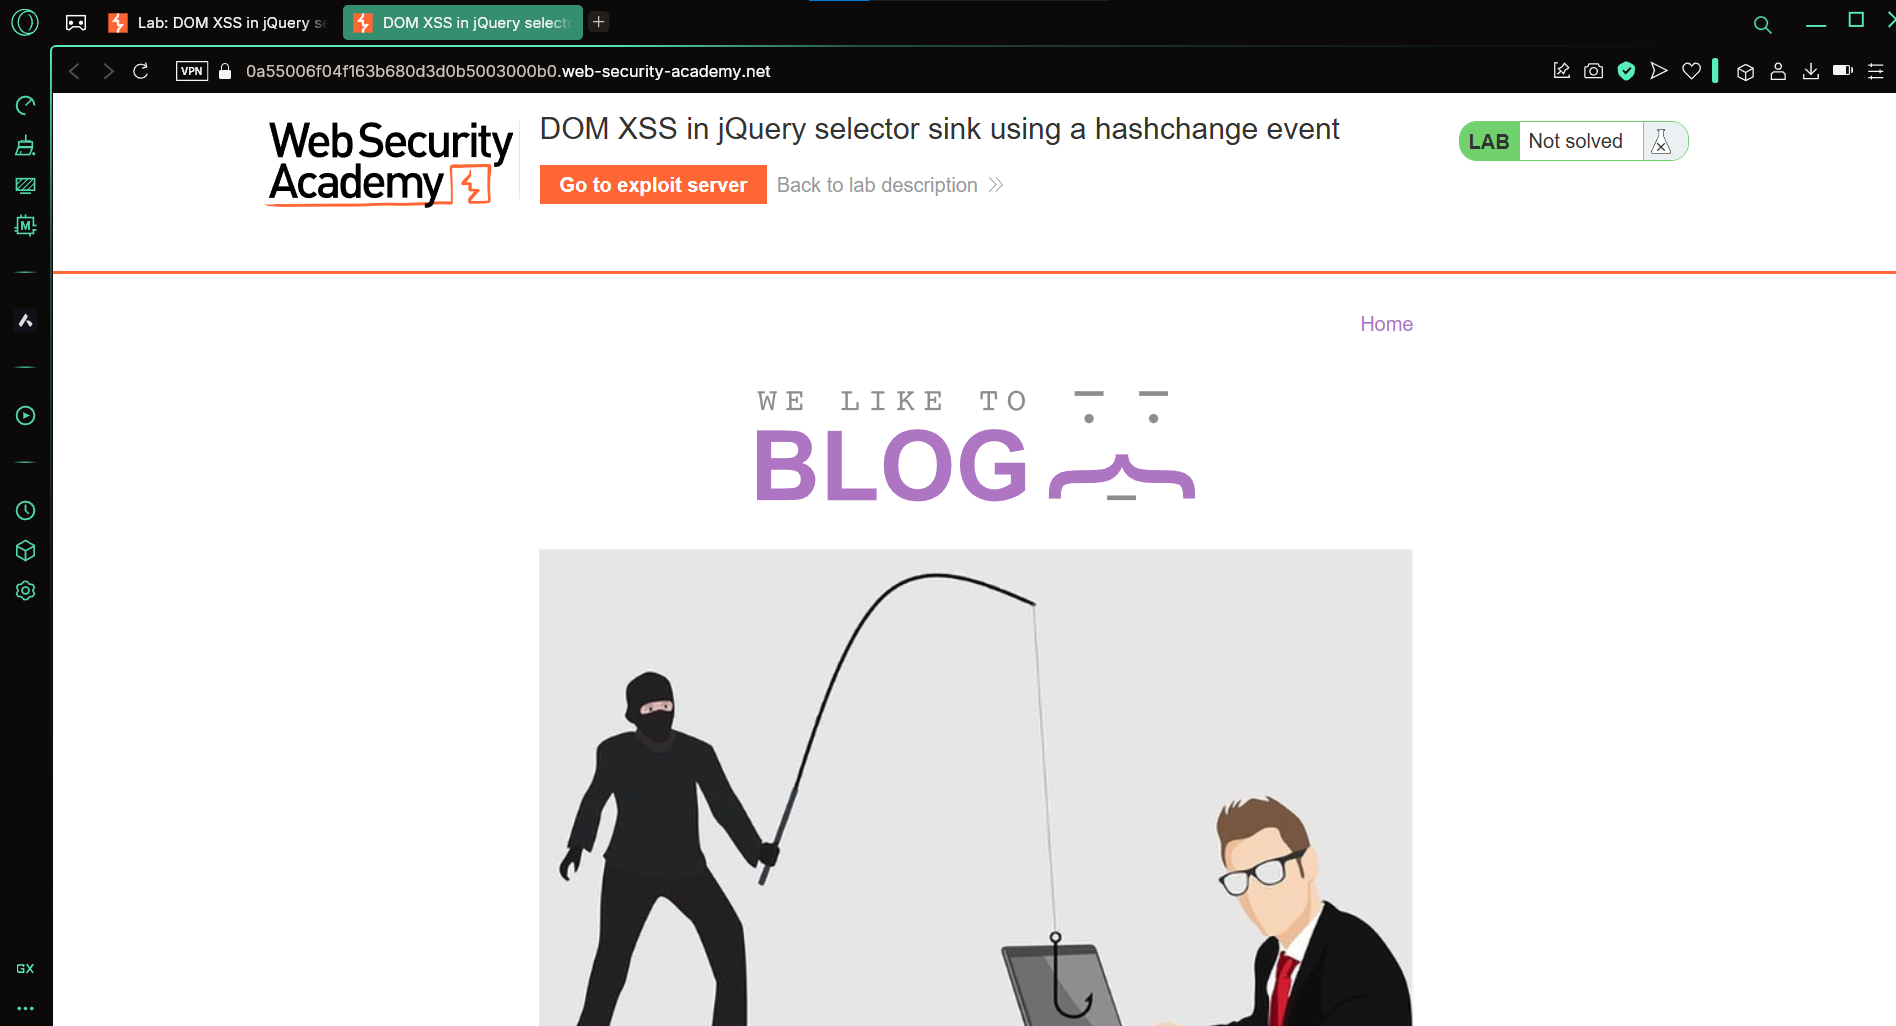 Lab: DOM XSS in jQuery se
DOM XSS in jQuery select
VPN
0a55006f04f163b680d3d0b5003000b0.web-security-academy.net
M
Web Security
Academy
DOM XSS in jQuery selector sink using a hashchange event
Go to exploit server
Back to lab description
LAB
Not solved
Home
WE LIKE TO
BLOG
GX